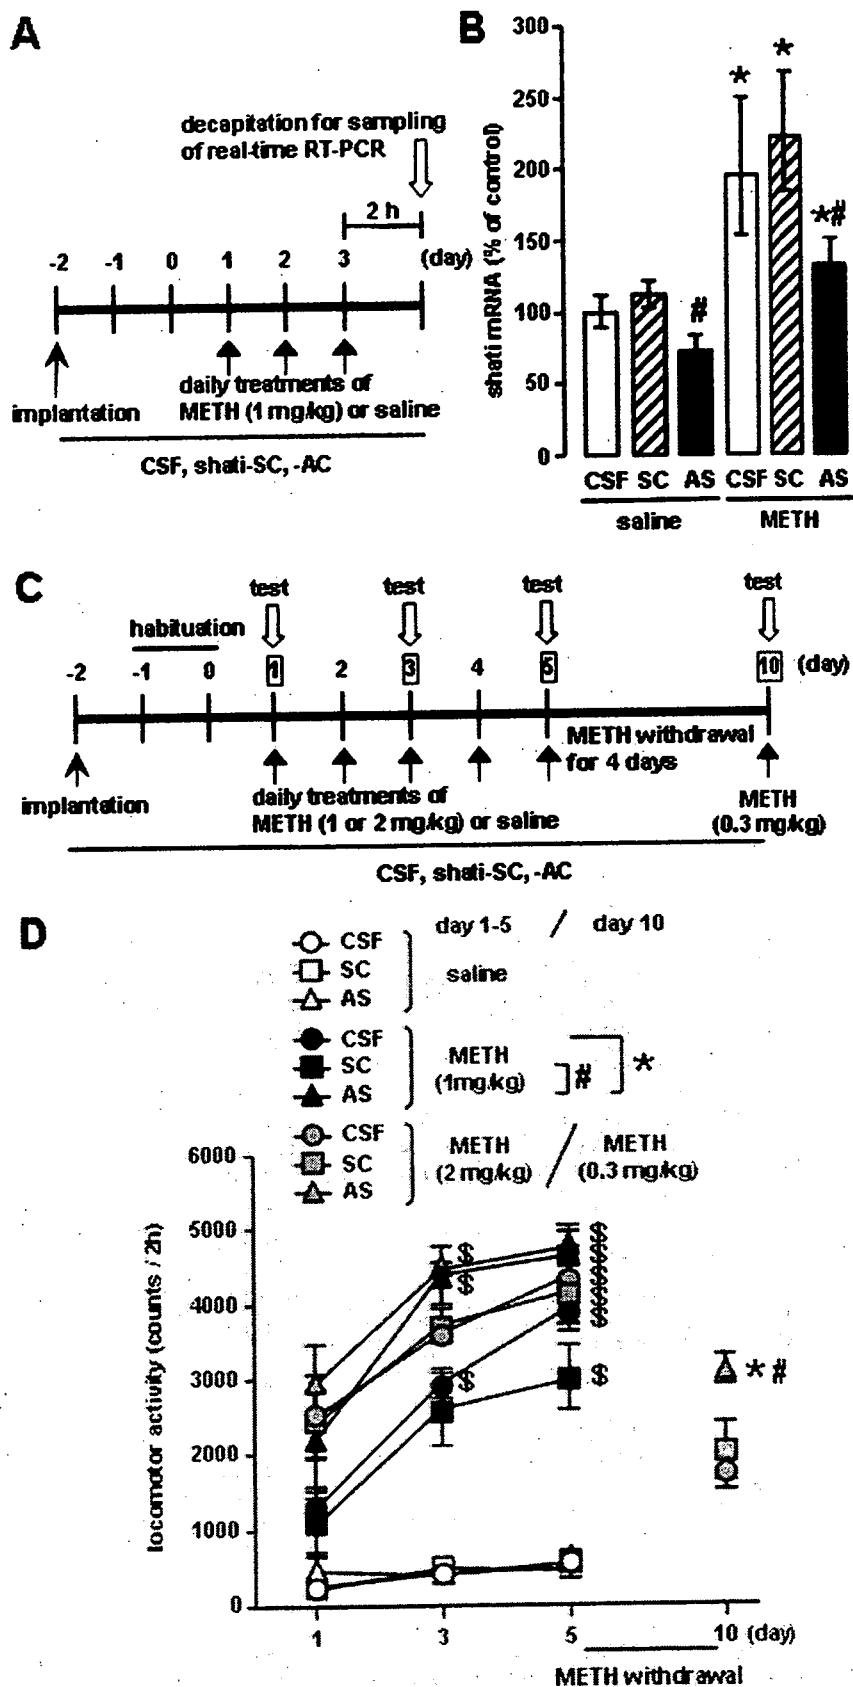 A
decapitation for sampling
of real-time RT-PCR
2 h
-2 -1 0 1 2 3 (day)
implantation
daily treatments of
METH (1 mg/kg) or saline
CSF, shati-SC, -AC
B
shati mRNA (% of control)
300
250
200
150
100
50
0
* * *#
#
CSF SC AS CSF SC AS
saline METH
C
test test test test
habituation
-2 -1 0 1 2 3 4 5 10 (day)
METH withdrawal
for 4 days
implantation
daily treatments of
METH (1 or 2 mg/kg) or saline
METH
(0.3 mg/kg)
CSF, shati-SC, -AC
D
day 1-5 / day 10
CSF
SC
AS
saline
CSF
SC
AS
METH
(1mg/kg)
# *
CSF
SC
AS
METH
(2 mg/kg)
/ METH
(0.3 mg/kg)
locomotor activity (counts / 2h)
6000
5000
4000
3000
2000
1000
0
$
$
$
$
* #
1 3 5 10 (day)
METH withdrawal